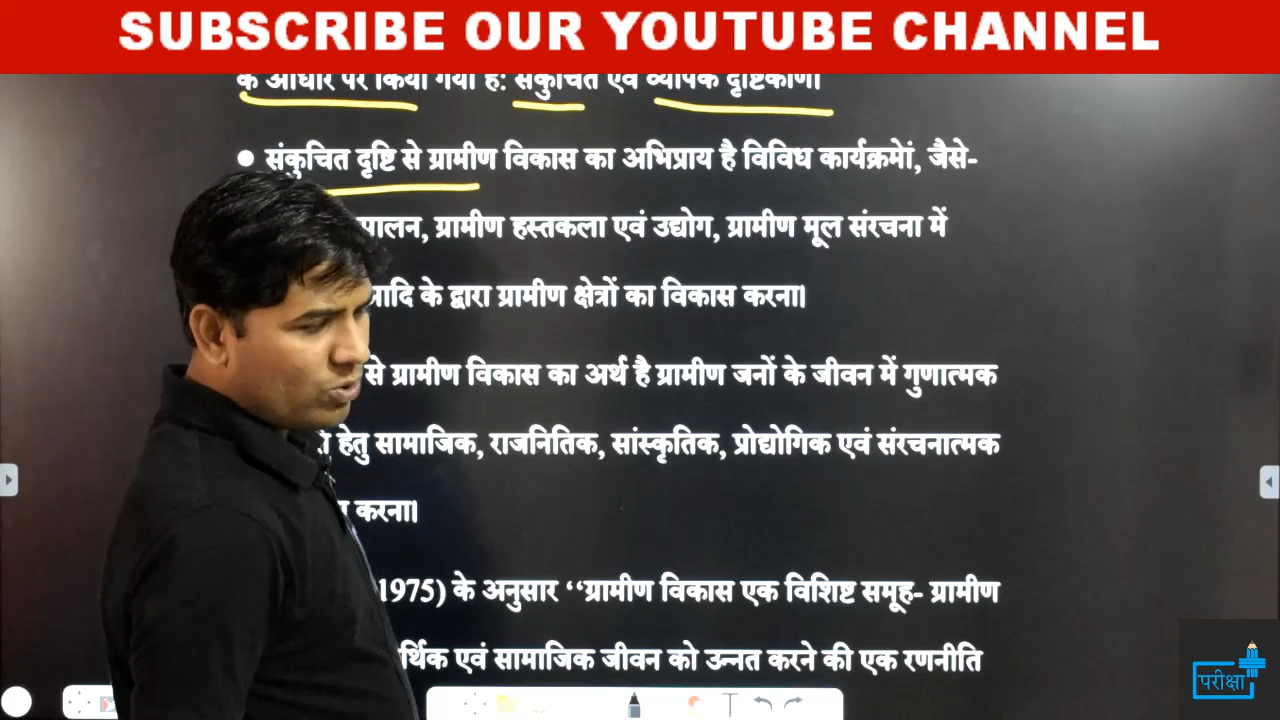 SUBSCRIBE OUR YOUTUBE CHANNEL
के आधार पर किया गया है: संकुचित एवं व्यापक दृष्टिकोण।
संकुचित दृष्टि से ग्रामीण विकास का अभिप्राय है विविध कार्यक्रमों, जैसे-
पालन, ग्रामीण हस्तकला एवं उद्योग, ग्रामीण मूल संरचना में
आदि के द्वारा ग्रामीण क्षेत्रों का विकास करना।
से ग्रामीण विकास का अर्थ है ग्रामीण जनों के जीवन में गुणात्मक
हेतु सामाजिक, राजनितिक, सांस्कृतिक, प्रोद्योगिक एवं संरचनात्मक
करना।
1975) के अनुसार “ग्रामीण विकास एक विशिष्ट समूह- ग्रामीण
र्थिक एवं सामाजिक जीवन को उन्नत करने की एक रणनीति
परीक्षा